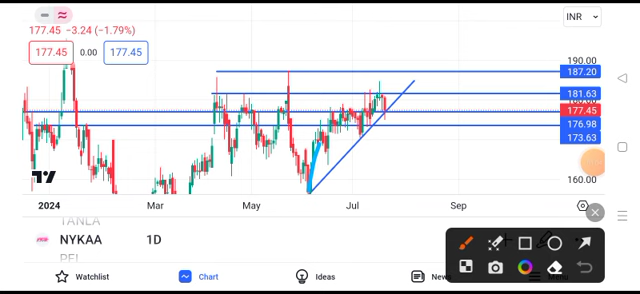 INR
177.45 −3.24 (−1.79%)
177.45 0.00 177.45
190.00
187.20
181.63
177.45
176.98
173.63
160.00
2024 Mar May Jul Sep
TANLA
NYKAA 1D
Watchlist Chart Ideas News Menu